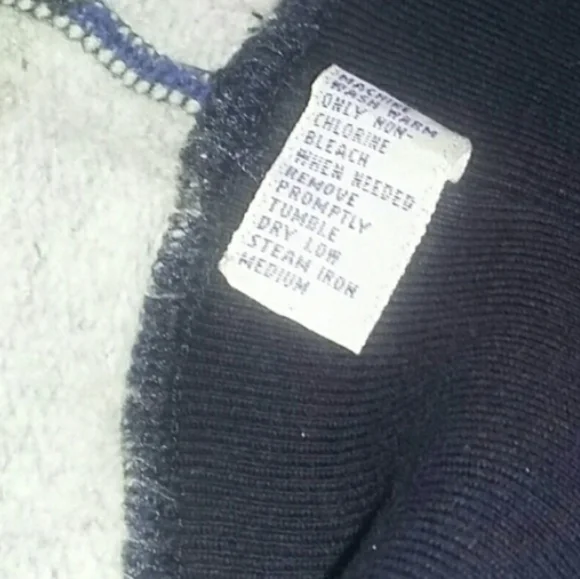 MACHINE
WASH WARM
ONLY NON-
CHLORINE
BLEACH
WHEN NEEDED
REMOVE
PROMPTLY
TUMBLE
DRY LOW
STEAM IRON
MEDIUM